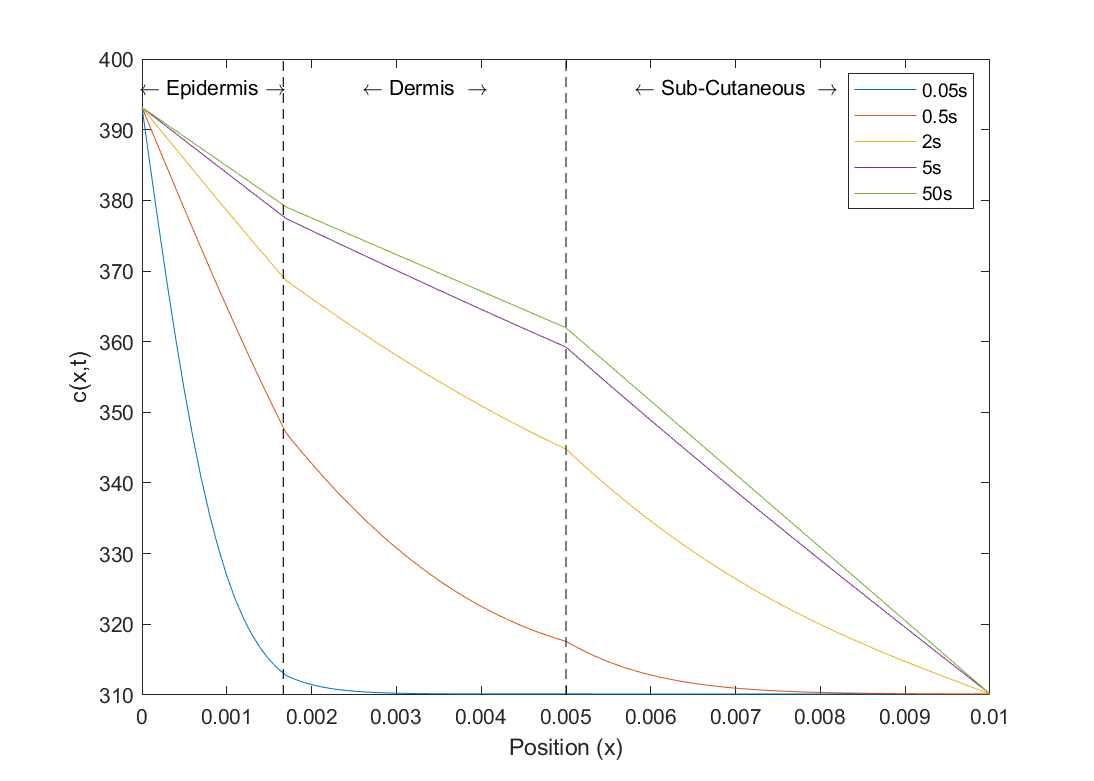 ← Epidermis →
← Dermis →
← Sub-Cutaneous →
0.05s
0.5s
2s
5s
50s
400
390
380
370
360
350
340
330
320
310
c(x,t)
0 0.001 0.002 0.003 0.004 0.005 0.006 0.007 0.008 0.009 0.01
Position (x)